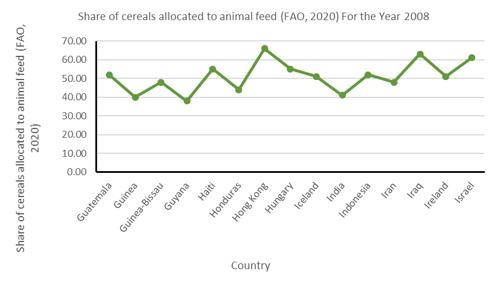 Share of cereals allocated to animal feed (FAO, 2020) For the Year 2008
Share of cereals allocated to animal feed (FAO,
2020)
70.00
60.00
50.00
40.00
30.00
20.00
10.00
0.00
Guatemala
Guinea
Guinea-Bissau
Guyana
Haiti
Honduras
Hong Kong
Hungary
Iceland
India
Indonesia
Iran
Iraq
Ireland
Israel
Country